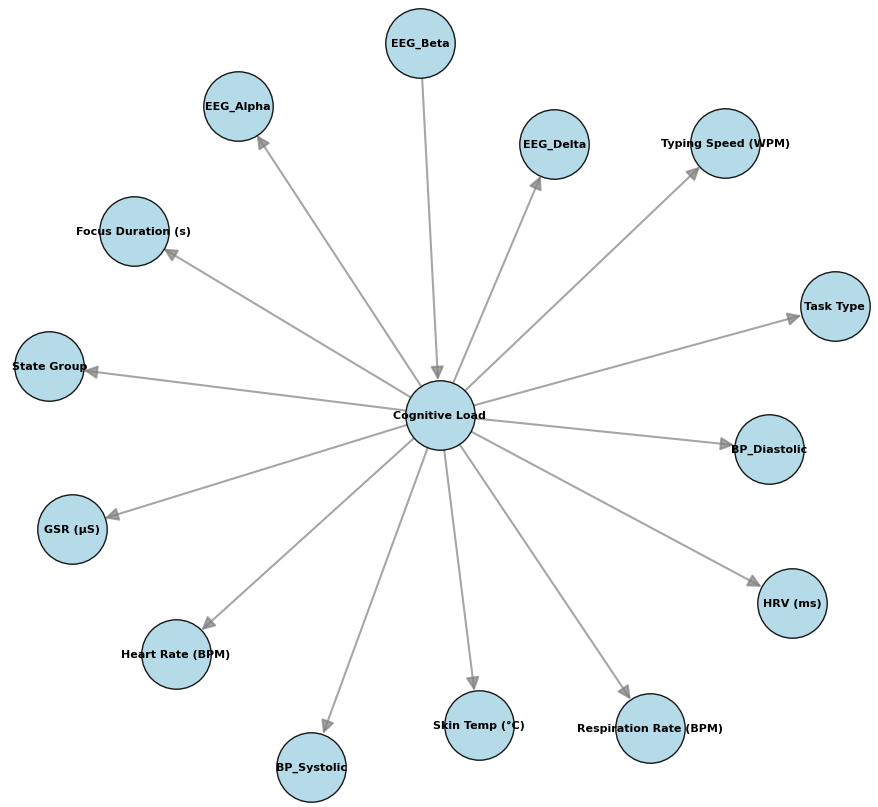 EEG_Beta
EEG_Alpha
EEG_Delta
Typing Speed (WPM)
Focus Duration (s)
Task Type
State Group
Cognitive Load
BP_Diastolic
GSR (µS)
HRV (ms)
Heart Rate (BPM)
Skin Temp (°C)
Respiration Rate (BPM)
BP_Systolic